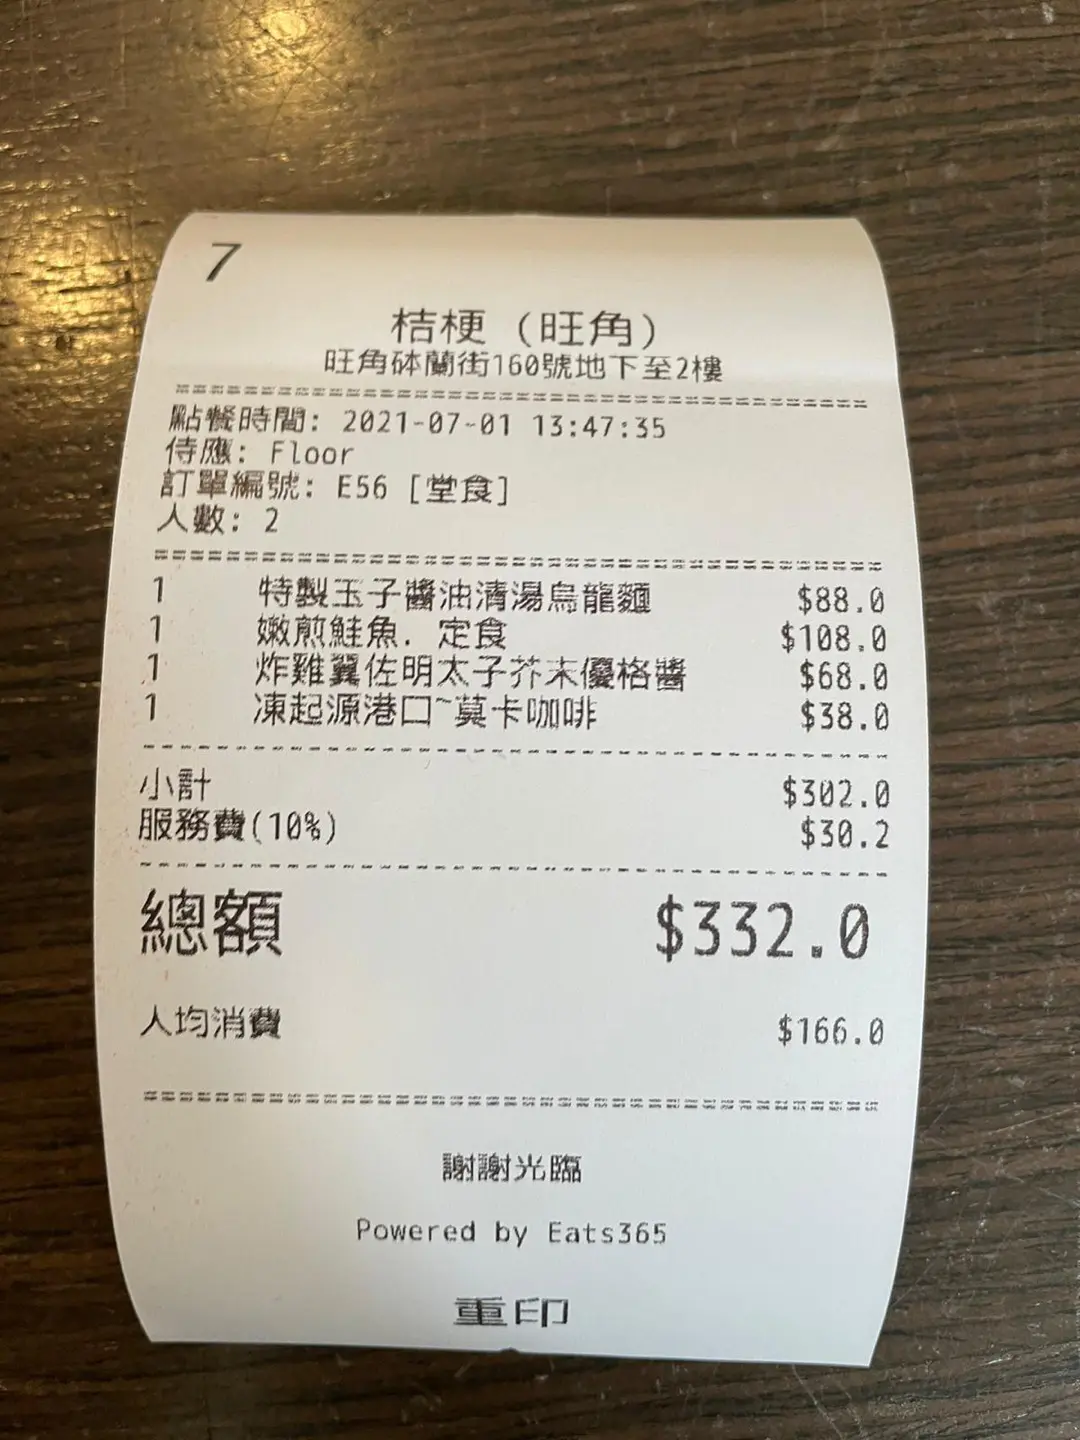 7
桔梗 (旺角)
旺角砵蘭街160號地下至2樓
點餐時間: 2021-07-01 13:47:35
侍應: Floor
訂單編號: E56 [堂食]
人數: 2
1 特製玉子醬油清湯烏龍麵 $88.0
1 嫩煎鮭魚. 定食 $108.0
1 炸雞翼佐明太子芥末優格醬 $68.0
1 凍起源港口~莫卡咖啡 $38.0
小計 $302.0
服務費(10%) $30.2
總額 $332.0
人均消費 $166.0
謝謝光臨
Powered by Eats365
重印